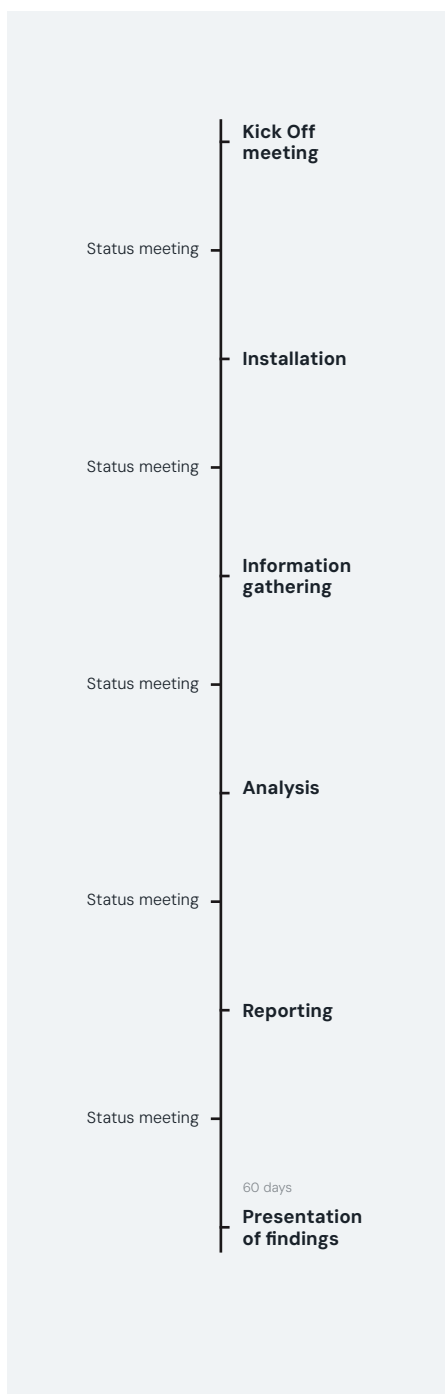 Kick Off
meeting
Status meeting
Installation
Status meeting
Information
gathering
Status meeting
Analysis
Status meeting
Reporting
Status meeting
60 days
Presentation
of findings